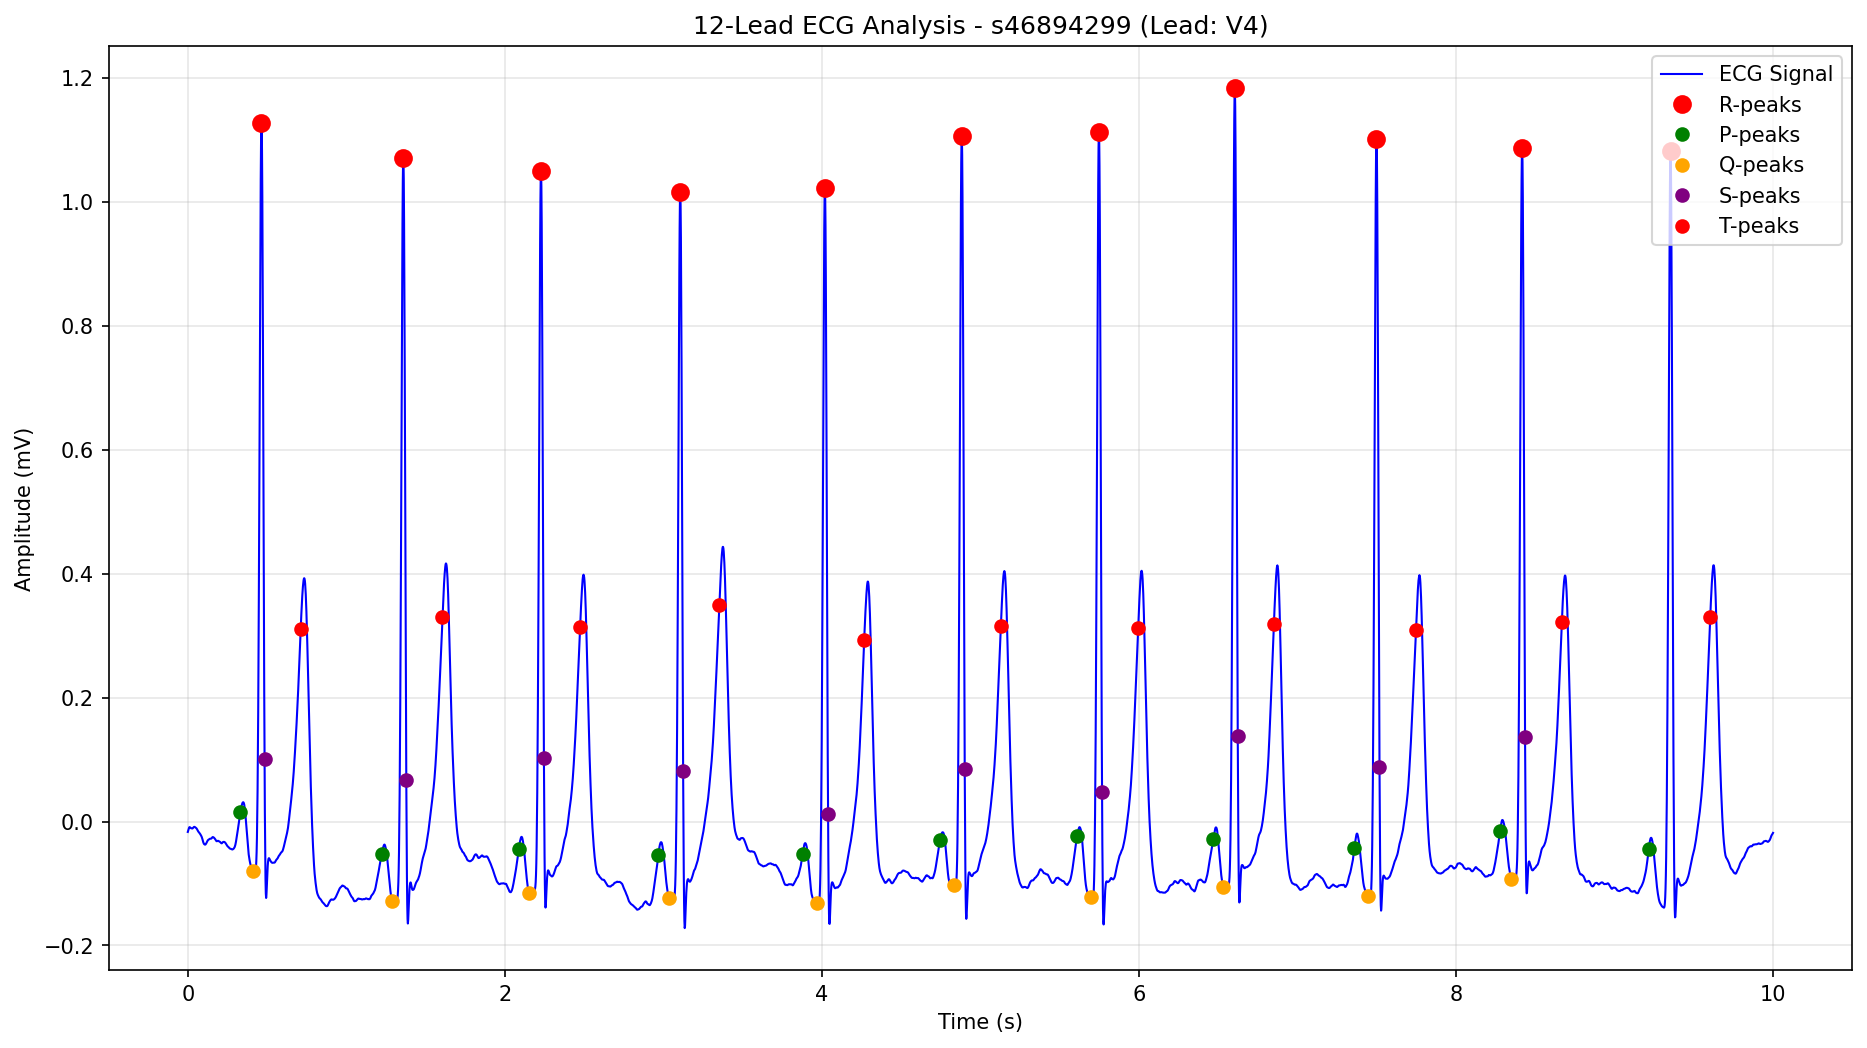 12-Lead ECG Analysis - s46894299 (Lead: V4)
ECG Signal
R-peaks
P-peaks
Q-peaks
S-peaks
T-peaks
Amplitude (mV)
1.2
1.0
0.8
0.6
0.4
0.2
0.0
−0.2
0
2
4
6
8
10
Time (s)